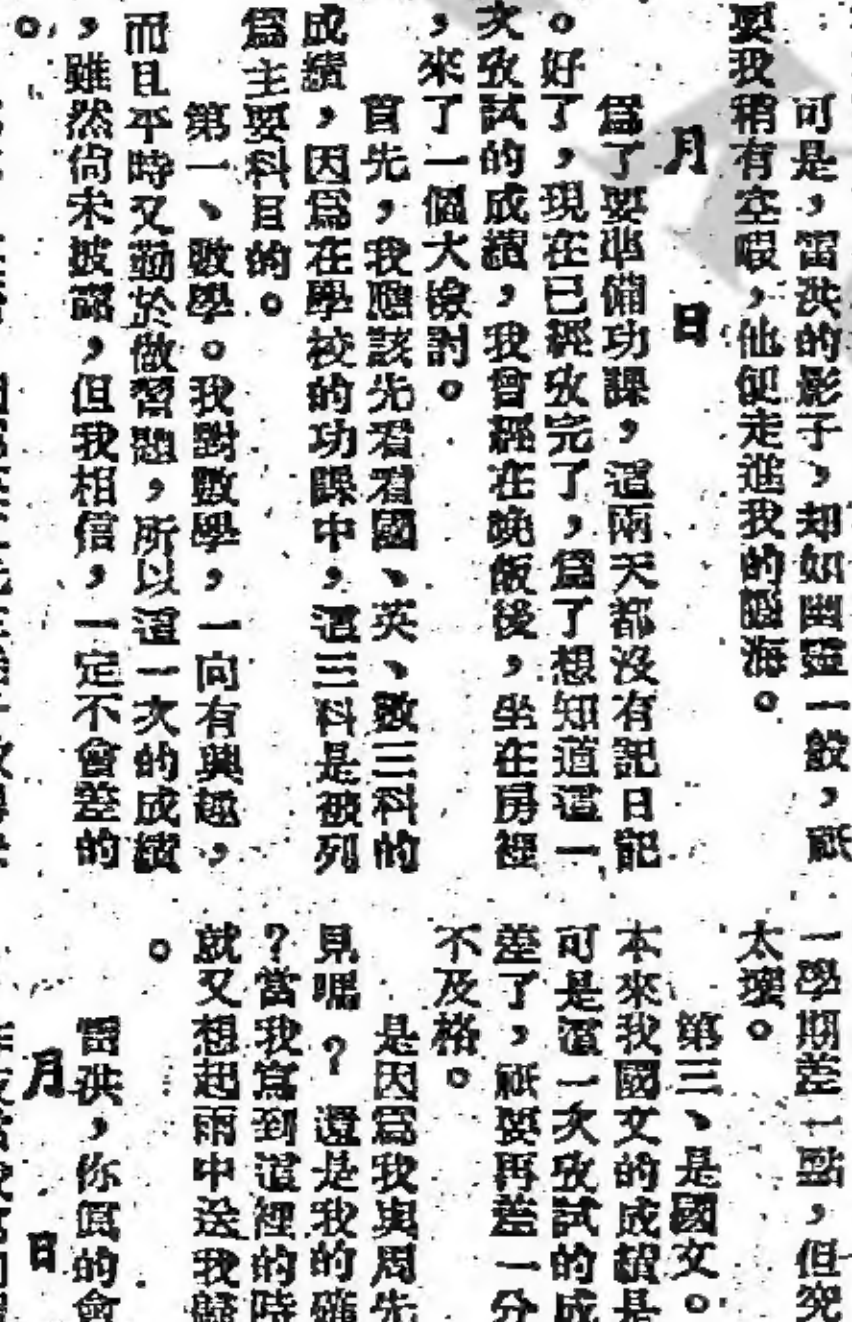 可是，雷洪的影子，却如幽靈一般，祇
要我稍有空暇，他便走進我的腦海。
月　日
爲了要準備功課，這兩天都沒有記日記
。好了，現在已經攷完了，爲了想知道這一
次攷試的成績，我曾經在晚飯後，坐在房裡
，來了一個大檢討。
首先，我應該先看看國、英、數三科的
成績，因爲在學校的功課中，這三科是被列
爲主要科目的。
第一、數學。我對數學，一向有興趣，
而且平時又勤於做習題，所以這一次的成績
，雖然尙未披露，但我相信，一定不會差的
。
一學期差一點，但究
太壞。
第三、是國文。
本來我國文的成績是
可是這一次攷試的成
差了，祇要再差一分
不及格。
是因爲我與周先
見嗎？還是我的確
？當我寫到這裡的時
就又想起雨中送我
。
雷洪，你眞的會
月　日